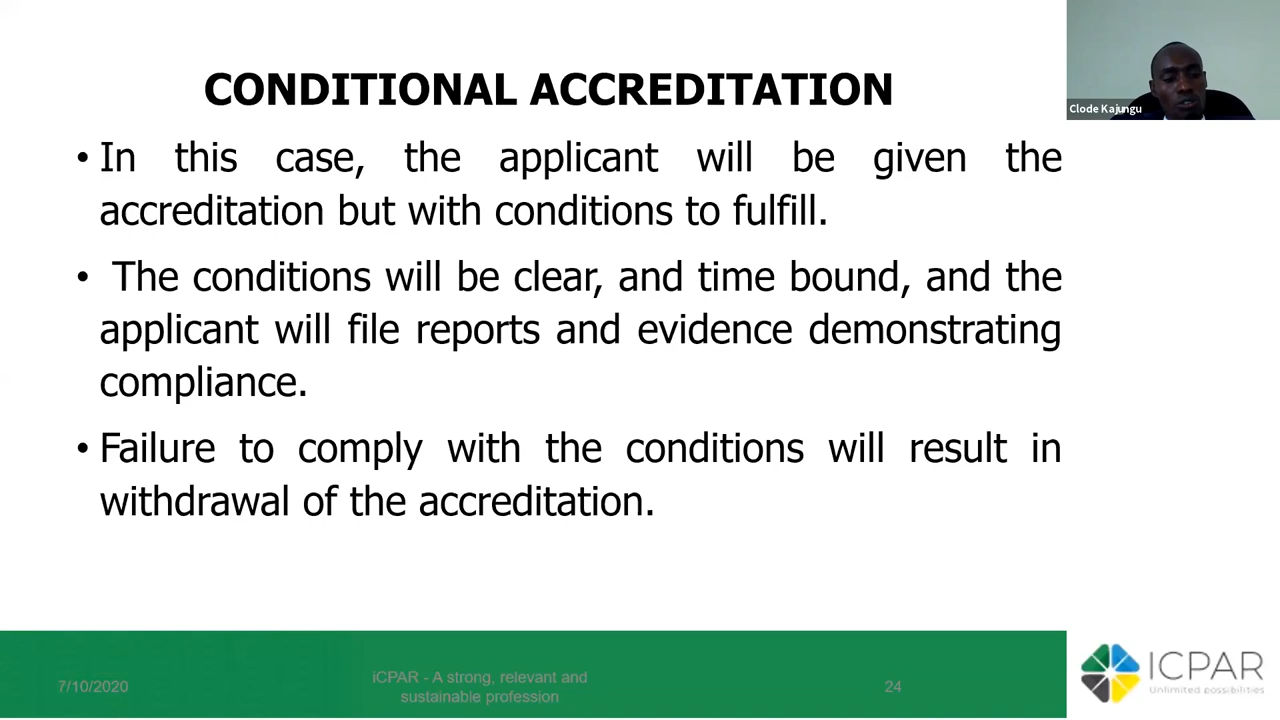 CONDITIONAL ACCREDITATION
Clode Kajungu
• In this case, the applicant will be given the
accreditation but with conditions to fulfill.
• The conditions will be clear, and time bound, and the
applicant will file reports and evidence demonstrating
compliance.
• Failure to comply with the conditions will result in
withdrawal of the accreditation.
7/10/2020
iCPAR - A strong, relevant and
sustainable profession
24
ICPAR
Unlimited possibilities